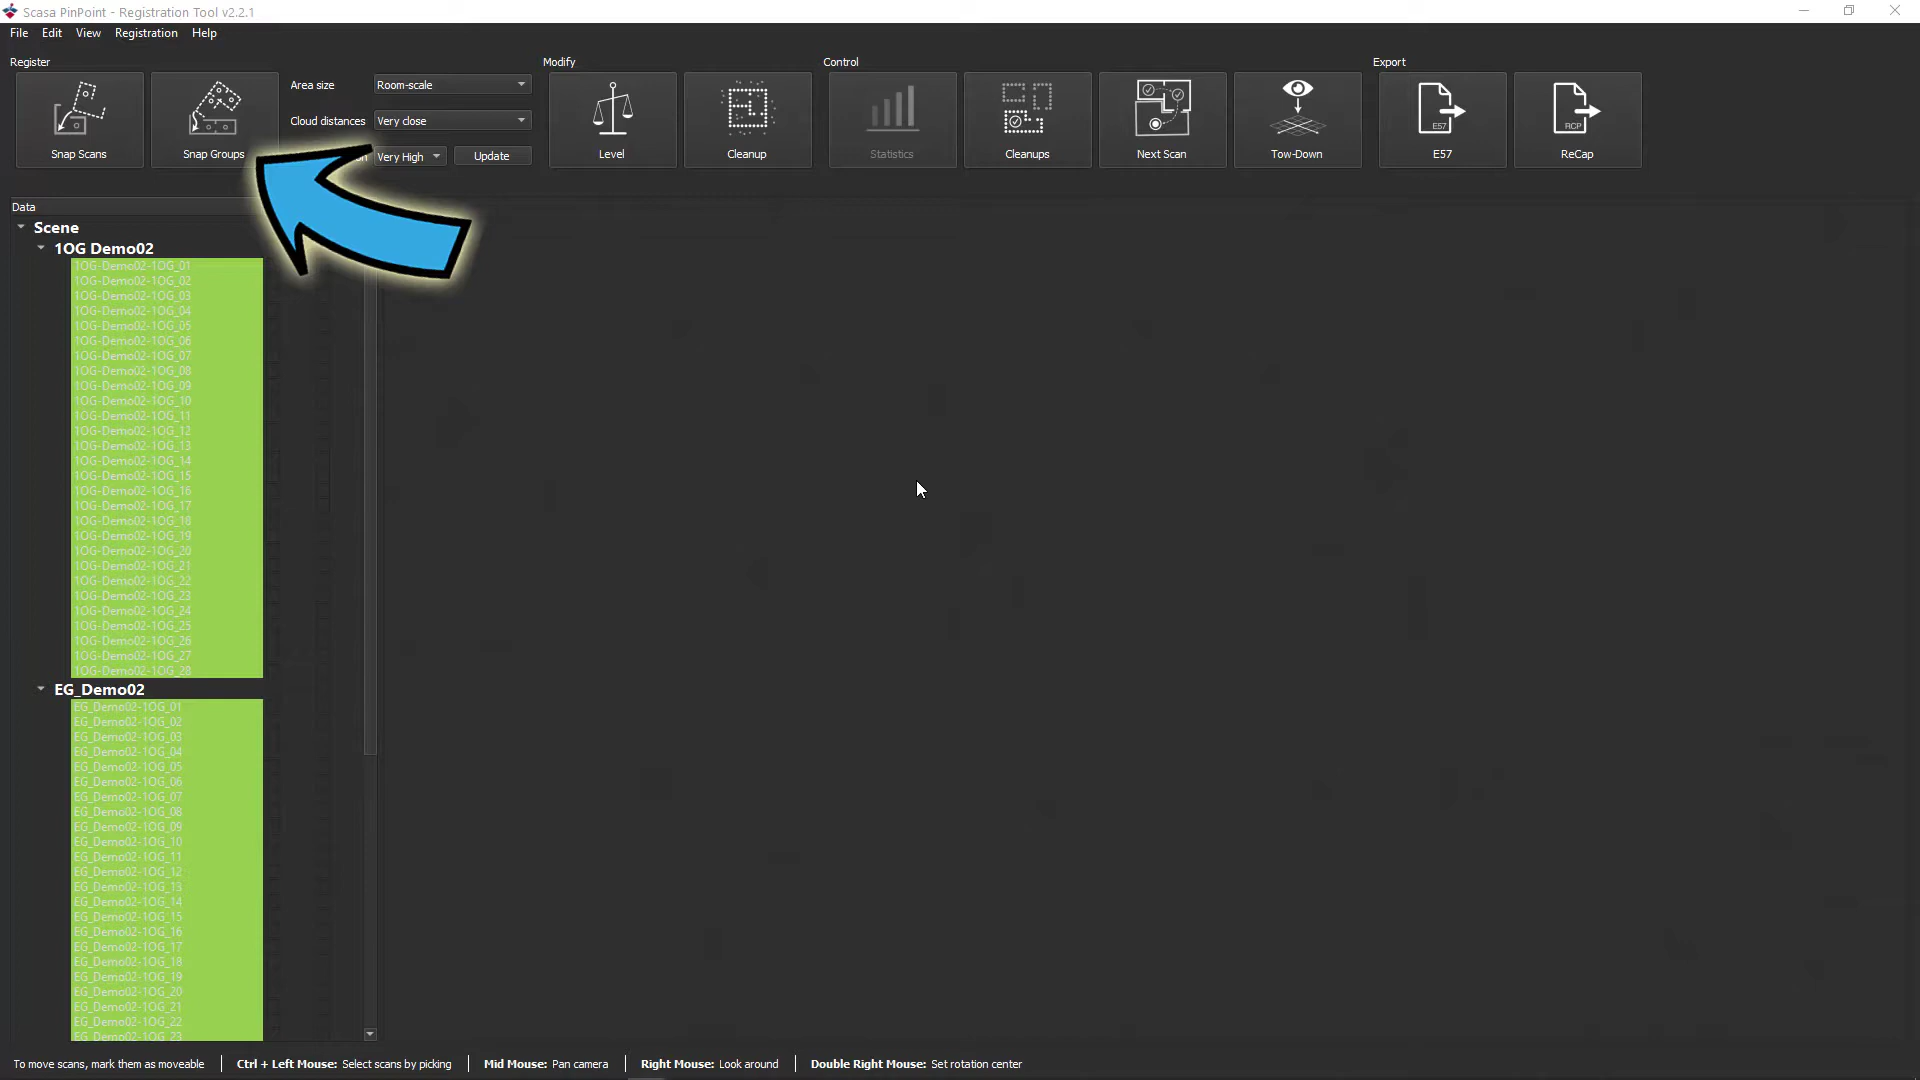 Scasa PinPoint - Registration Tool v2.2.1
File Edit View Registration Help
Register Modify Control Export
Area size Room-scale
Cloud distances Very close
Very High Update
Snap Scans Snap Groups Level Cleanup Statistics Cleanups Next Scan Tow-Down E57 ReCap
E57 RCP
Data
Scene
1OG Demo02
1OG-Demo02-1OG_01
1OG-Demo02-1OG_02
1OG-Demo02-1OG_03
1OG-Demo02-1OG_04
1OG-Demo02-1OG_05
1OG-Demo02-1OG_06
1OG-Demo02-1OG_07
1OG-Demo02-1OG_08
1OG-Demo02-1OG_09
1OG-Demo02-1OG_10
1OG-Demo02-1OG_11
1OG-Demo02-1OG_12
1OG-Demo02-1OG_13
1OG-Demo02-1OG_14
1OG-Demo02-1OG_15
1OG-Demo02-1OG_16
1OG-Demo02-1OG_17
1OG-Demo02-1OG_18
1OG-Demo02-1OG_19
1OG-Demo02-1OG_20
1OG-Demo02-1OG_21
1OG-Demo02-1OG_22
1OG-Demo02-1OG_23
1OG-Demo02-1OG_24
1OG-Demo02-1OG_25
1OG-Demo02-1OG_26
1OG-Demo02-1OG_27
1OG-Demo02-1OG_28
EG_Demo02
EG_Demo02-1OG_01
EG_Demo02-1OG_02
EG_Demo02-1OG_03
EG_Demo02-1OG_04
EG_Demo02-1OG_05
EG_Demo02-1OG_06
EG_Demo02-1OG_07
EG_Demo02-1OG_08
EG_Demo02-1OG_09
EG_Demo02-1OG_10
EG_Demo02-1OG_11
EG_Demo02-1OG_12
EG_Demo02-1OG_13
EG_Demo02-1OG_14
EG_Demo02-1OG_15
EG_Demo02-1OG_16
EG_Demo02-1OG_17
EG_Demo02-1OG_18
EG_Demo02-1OG_19
EG_Demo02-1OG_20
EG_Demo02-1OG_21
EG_Demo02-1OG_22
EG_Demo02-1OG_23
To move scans, mark them as moveable Ctrl + Left Mouse: Select scans by picking Mid Mouse: Pan camera Right Mouse: Look around Double Right Mouse: Set rotation center